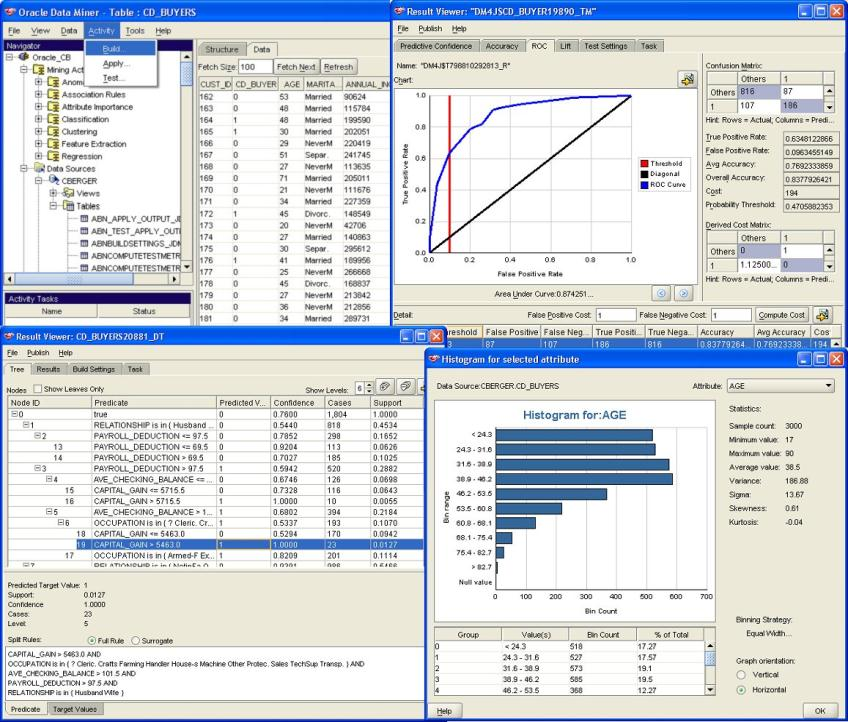 Oracle Data Miner - Table : CD_BUYERS
File View Data Activity Tools Help
Build...
Apply...
Test...
Navigator
Oracle_CB
Mining Act
Anom
Association Rules
Attribute Importance
Classification
Clustering
Feature Extraction
Regression
Data Sources
CBERGER
Views
Tables
ABN_APPLY_OUTPUT_JD
ABN_TEST_APPLY_OUT
ABNBUILDSETTINGS_JDM
ABNCOMPUTETESTMETR
ABNCOMPUTETESTMETR
Activity Tasks
Name Status
Structure Data
Fetch Size: 100 Fetch Next Refresh
CUST_ID CD_BUYER AGE MARITA... ANNUAL_INC
162 0 53 Married 90624
163 0 48 Married 115784
164 1 48 Married 199590
165 1 30 Married 202051
166 0 29 NeverM 220419
167 0 51 Separ. 241745
168 0 27 NeverM 113635
169 0 71 Married 205011
170 0 21 NeverM 111676
171 0 34 Married 227359
172 1 45 Divorc. 148549
173 0 20 NeverM 42706
174 0 27 Married 140863
175 0 30 Separ. 295612
176 1 41 Married 189956
177 0 25 NeverM 266668
178 0 45 Divorc. 168837
179 0 27 NeverM 213842
180 0 36 NeverM 212856
181 0 34 Married 289731
Result Viewer: "DM4JSCD_BUYER19890_TM"
File Publish Help
Predictive Confidence Accuracy ROC Lift Test Settings Task
Name: "DM4J$T798810292813_R"
Chart:
True Positive Rate
1.0
0.8
0.6
0.4
0.2
0.0
0.0 0.2 0.4 0.6 0.8 1.0
False Positive Rate
Threshold
Diagonal
ROC Curve
Area Under Curve:0.874251...
Confusion Matrix:
Others 1
Others 816 87
1 107 186
Hint: Rows = Actual; Columns = Predi...
True Positive Rate: 0.6348122866
False Positive Rate: 0.0963455149
Avg Accuracy: 0.7692333859
Overall Accuracy: 0.8377926421
Cost: 194
Probability Threshold: 0.4705882353
Derived Cost Matrix:
Others 1
Others 0 1
1 1.12500... 0
Hint: Rows = Actual; Columns = Predi...
Detail: False Positive Cost: 1 False Negative Cost: 1 Compute Cost
reshold False Positive False Neg... True Positi... True Nega... Accuracy Avg Accuracy Cos
3 87 107 186 816 0.83779264... 0.76923338... 194
Result Viewer: CD_BUYERS20881_DT
File Publish Help
Tree Results Build Settings Task
Nodes Show Leaves Only Show Levels: 6
Node ID Predicate Predicted V... Confidence Cases Support
0 true 0 0.7600 1,804 1.0000
1 RELATIONSHIP is in { Husband ... 0 0.5440 818 0.4534
2 PAYROLL_DEDUCTION <= 97.5 0 0.7852 298 0.1652
13 PAYROLL_DEDUCTION <= 69.5 0 0.9204 113 0.0626
14 PAYROLL_DEDUCTION > 69.5 0 0.7027 185 0.1025
3 PAYROLL_DEDUCTION > 97.5 1 0.5942 520 0.2882
4 AVE_CHECKING_BALANCE <= ... 0 0.6746 126 0.0698
15 CAPITAL_GAIN <= 5715.5 0 0.7328 116 0.0643
16 CAPITAL_GAIN > 5715.5 1 1.0000 10 0.0055
5 AVE_CHECKING_BALANCE > 1... 1 0.6802 394 0.2184
6 OCCUPATION is in { ? Cleric. Cr... 1 0.5337 193 0.1070
18 CAPITAL_GAIN <= 5463.0 0 0.5294 170 0.0942
19 CAPITAL_GAIN > 5463.0 1 1.0000 23 0.0127
17 OCCUPATION is in { Armed-F Ex... 1 0.8209 201 0.1114
Predicted Target Value: 1
Support: 0.0127
Confidence 1.0000
Cases: 23
Level: 5
Split Rules: Full Rule Surrogate
CAPITAL_GAIN > 5463.0 AND
OCCUPATION is in { ? Cleric. Crafts Farming Handler House-s Machine Other Protec. Sales TechSup Transp. } AND
AVE_CHECKING_BALANCE > 101.5 AND
PAYROLL_DEDUCTION > 97.5 AND
RELATIONSHIP is in { Husband Wife }
Predicate Target Values
Histogram for selected attribute
Data Source:CBERGER.CD_BUYERS Attribute: AGE
Histogram for:AGE
Bin range
< 24.3
24.3 - 31.6
31.6 - 38.9
38.9 - 46.2
46.2 - 53.5
53.5 - 60.8
60.8 - 68.1
68.1 - 75.4
75.4 - 82.7
> 82.7
Null value
0 100 200 300 400 500 600 700
Bin Count
Statistics:
Sample count: 3000
Minimum value: 17
Maximum value: 90
Average value: 38.5
Variance: 186.88
Sigma: 13.67
Skewness: 0.61
Kurtosis: -0.04
Group Value(s) Bin Count % of Total
0 < 24.3 518 17.27
1 24.3 - 31.6 527 17.57
2 31.6 - 38.9 573 19.1
3 38.9 - 46.2 585 19.5
4 46.2 - 53.5 368 12.27
Binning Strategy:
Equal Width...
Graph orientation:
Vertical
Horizontal
Help OK